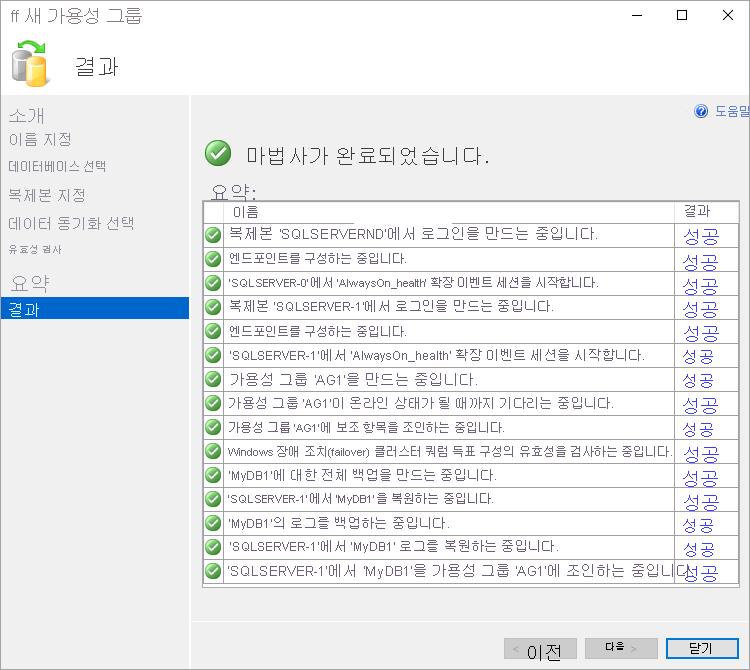 ff 새 가용성 그룹
결과
소개
이름 지정
데이터베이스 선택
복제본 지정
데이터 동기화 선택
유효성 검사
요약
결과
도움말
마법사가 완료되었습니다.
요약:
이름 결과
복제본 'SQLSERVERND'에서 로그인을 만드는 중입니다. 성공
엔드포인트를 구성하는 중입니다. 성공
'SQLSERVER-0'에서 'AlwaysOn_health' 확장 이벤트 세션을 시작합니다. 성공
복제본 'SQLSERVER-1'에서 로그인을 만드는 중입니다. 성공
엔드포인트를 구성하는 중입니다. 성공
'SQLSERVER-1'에서 'AlwaysOn_health' 확장 이벤트 세션을 시작합니다. 성공
가용성 그룹 'AG1'을 만드는 중입니다. 성공
가용성 그룹 'AG1'이 온라인 상태가 될 때까지 기다리는 중입니다. 성공
가용성 그룹 'AG1'에 보조 항목을 조인하는 중입니다. 성공
Windows 장애 조치(failover) 클러스터 쿼럼 득표 구성의 유효성을 검사하는 중입니다. 성공
'MyDB1'에 대한 전체 백업을 만드는 중입니다. 성공
'SQLSERVER-1'에서 'MyDB1'을 복원하는 중입니다. 성공
'MyDB1'의 로그를 백업하는 중입니다. 성공
'SQLSERVER-1'에서 'MyDB1' 로그를 복원하는 중입니다. 성공
'SQLSERVER-1'에서 'MyDB1'을 가용성 그룹 'AG1'에 조인하는 중입니다. 성공
< 이전 다음 > 닫기